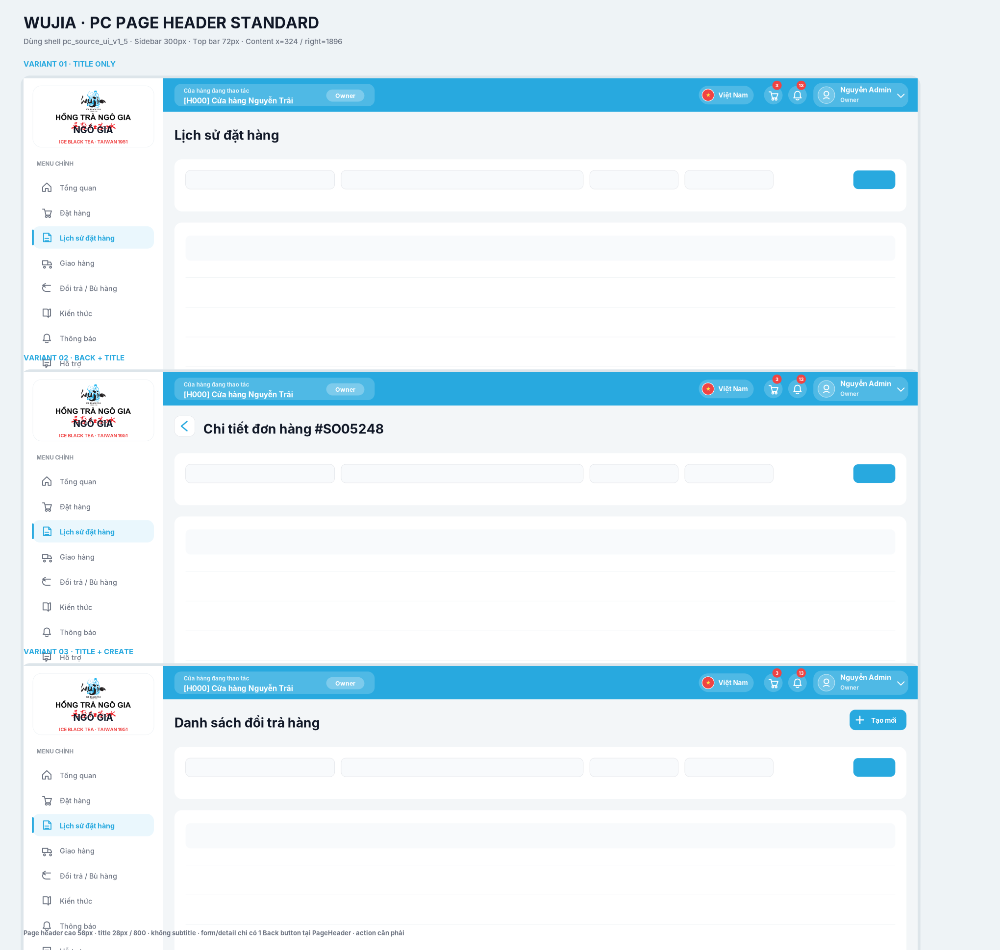 WUJIA · PC PAGE HEADER STANDARD
Dùng shell pc_source_ui_v1_5 · Sidebar 300px · Top bar 72px · Content x=324 / right=1896
VARIANT 01 · TITLE ONLY
wujia
ICE BLACK TEA
HỒNG TRÀ NGÔ GIA
NGÔ GIA
ICE BLACK TEA · TAIWAN 1951
MENU CHÍNH
Tổng quan
Đặt hàng
Lịch sử đặt hàng
Giao hàng
Đổi trả / Bù hàng
Kiến thức
Thông báo
Hỗ trợ
Cửa hàng đang thao tác
[H000] Cửa hàng Nguyễn Trãi
Owner
Việt Nam
3
13
Nguyễn Admin
Owner
Lịch sử đặt hàng
VARIANT 02 · BACK + TITLE
wujia
ICE BLACK TEA
HỒNG TRÀ NGÔ GIA
NGÔ GIA
ICE BLACK TEA · TAIWAN 1951
MENU CHÍNH
Tổng quan
Đặt hàng
Lịch sử đặt hàng
Giao hàng
Đổi trả / Bù hàng
Kiến thức
Thông báo
Hỗ trợ
Cửa hàng đang thao tác
[H000] Cửa hàng Nguyễn Trãi
Owner
Việt Nam
3
13
Nguyễn Admin
Owner
Chi tiết đơn hàng #SO05248
VARIANT 03 · TITLE + CREATE
wujia
ICE BLACK TEA
HỒNG TRÀ NGÔ GIA
NGÔ GIA
ICE BLACK TEA · TAIWAN 1951
MENU CHÍNH
Tổng quan
Đặt hàng
Lịch sử đặt hàng
Giao hàng
Đổi trả / Bù hàng
Kiến thức
Thông báo
Cửa hàng đang thao tác
[H000] Cửa hàng Nguyễn Trãi
Owner
Việt Nam
3
13
Nguyễn Admin
Owner
Danh sách đổi trả hàng
Tạo mới
Page header cao 56px · title 28px / 800 · không subtitle · form/detail chỉ có 1 Back button tại PageHeader · action căn phải